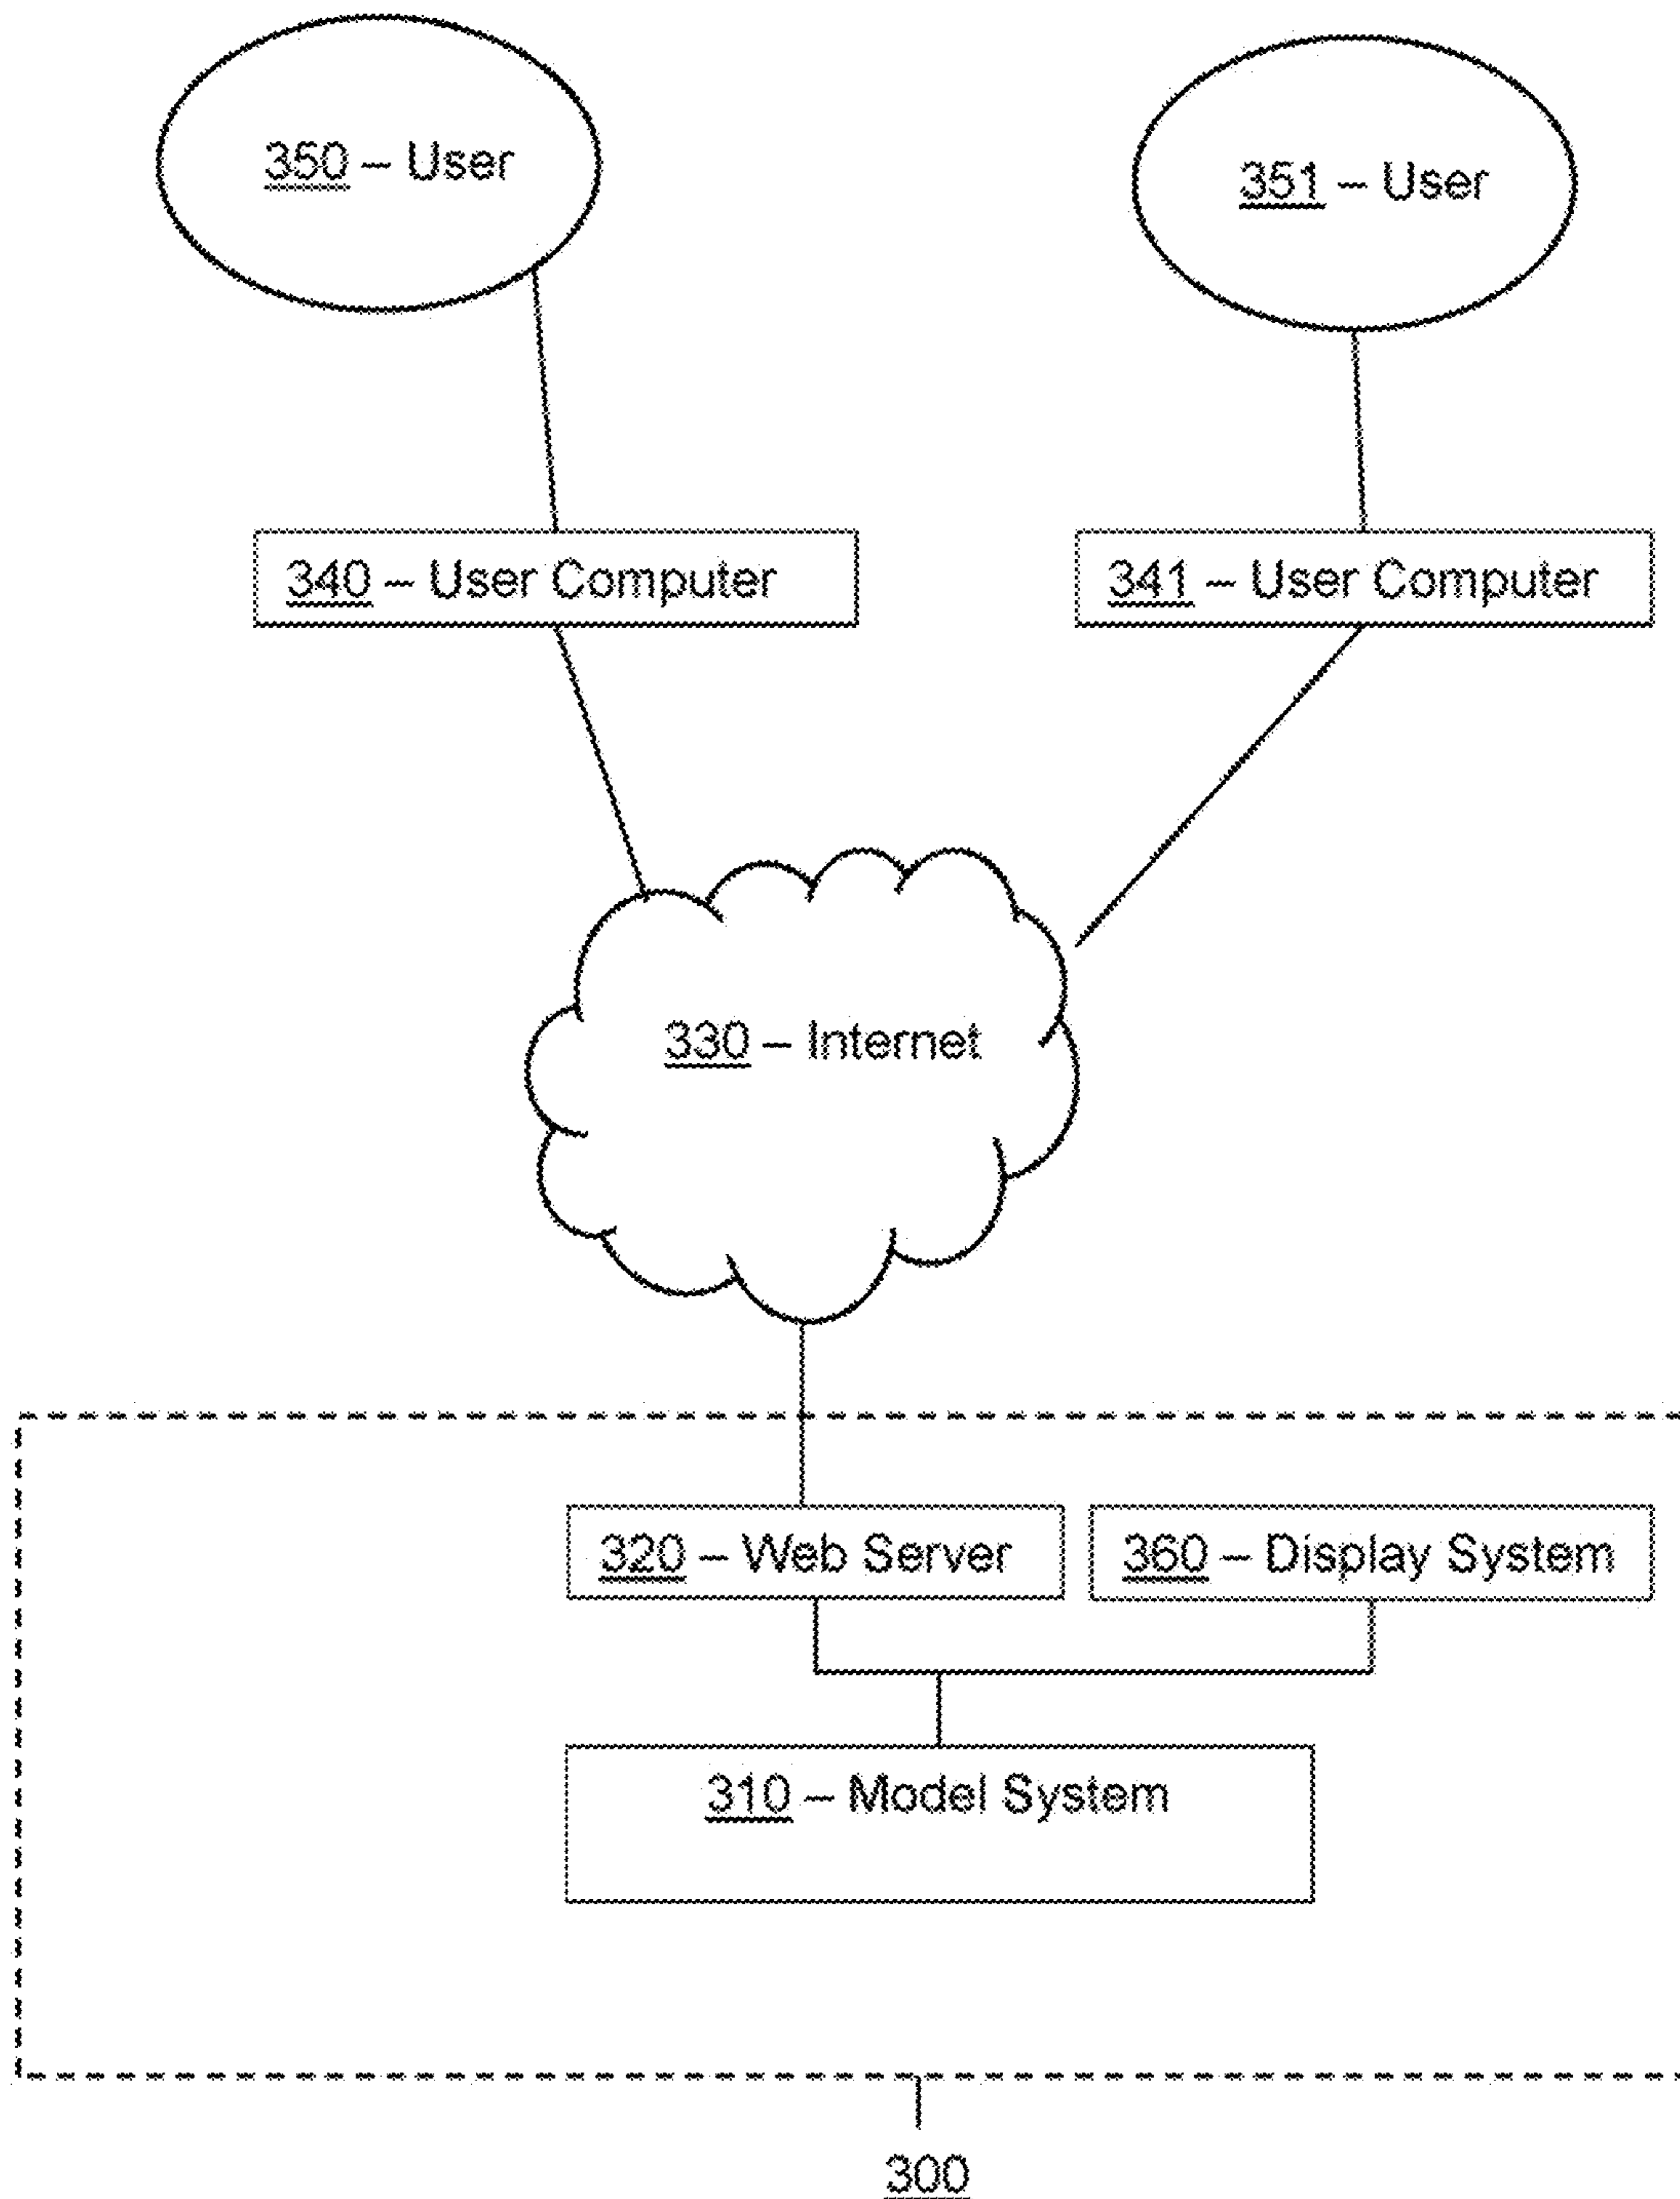 350 – User
351 – User
340 – User Computer
341 – User Computer
330 – Internet
320 – Web Server
360 – Display System
310 – Model System
300